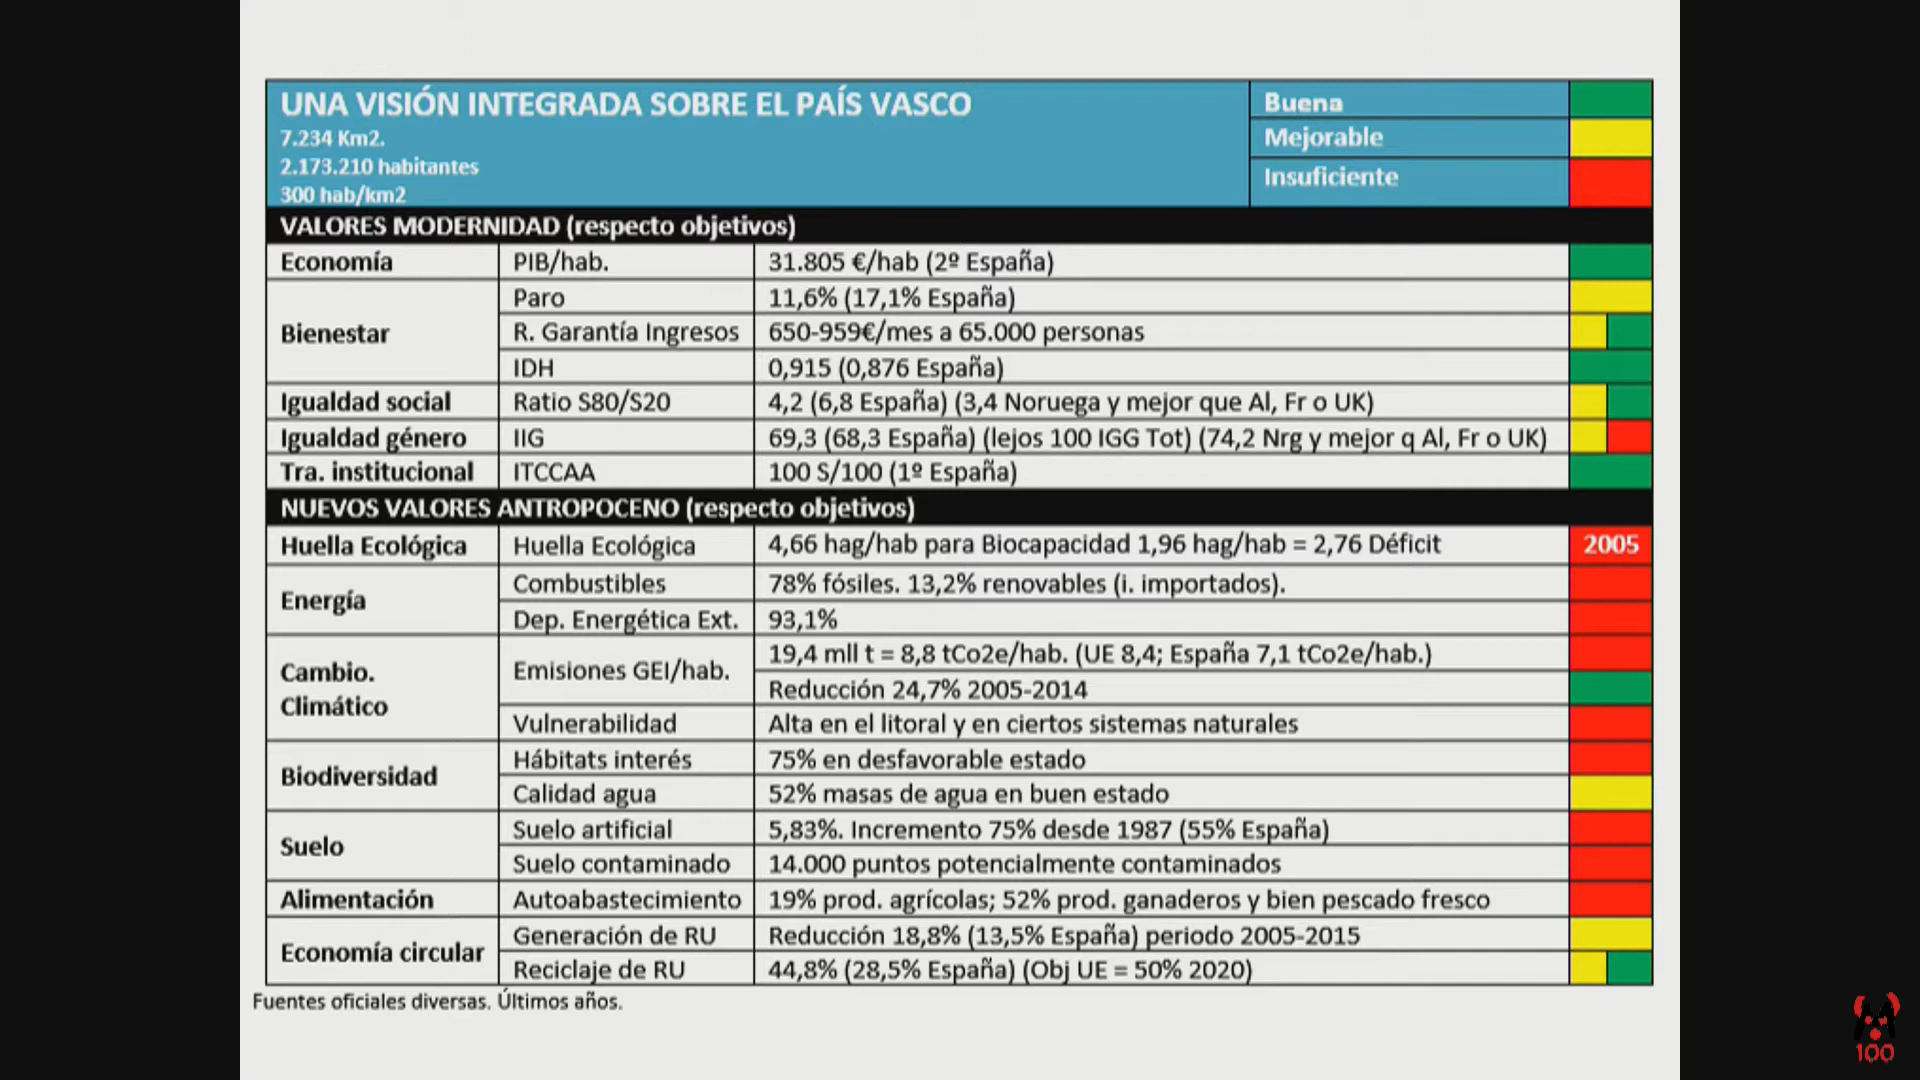 UNA VISIÓN INTEGRADA SOBRE EL PAÍS VASCO
7.234 Km2.
2.173.210 habitantes
300 hab/km2
Buena
Mejorable
Insuficiente
VALORES MODERNIDAD (respecto objetivos)
Economía PIB/hab. 31.805 €/hab (2º España)
Bienestar
Paro 11,6% (17,1% España)
R. Garantía Ingresos 650-959€/mes a 65.000 personas
IDH 0,915 (0,876 España)
Igualdad social Ratio S80/S20 4,2 (6,8 España) (3,4 Noruega y mejor que Al, Fr o UK)
Igualdad género IIG 69,3 (68,3 España) (lejos 100 IGG Tot) (74,2 Nrg y mejor q Al, Fr o UK)
Tra. institucional ITCCAA 100 S/100 (1º España)
NUEVOS VALORES ANTROPOCENO (respecto objetivos)
Huella Ecológica Huella Ecológica 4,66 hag/hab para Biocapacidad 1,96 hag/hab = 2,76 Déficit 2005
Energía
Combustibles 78% fósiles. 13,2% renovables (i. importados).
Dep. Energética Ext. 93,1%
Cambio.
Climático
Emisiones GEI/hab. 19,4 mll t = 8,8 tCo2e/hab. (UE 8,4; España 7,1 tCo2e/hab.)
Reducción 24,7% 2005-2014
Vulnerabilidad Alta en el litoral y en ciertos sistemas naturales
Biodiversidad
Hábitats interés 75% en desfavorable estado
Calidad agua 52% masas de agua en buen estado
Suelo
Suelo artificial 5,83%. Incremento 75% desde 1987 (55% España)
Suelo contaminado 14.000 puntos potencialmente contaminados
Alimentación Autoabastecimiento 19% prod. agrícolas; 52% prod. ganaderos y bien pescado fresco
Economía circular
Generación de RU Reducción 18,8% (13,5% España) periodo 2005-2015
Reciclaje de RU 44,8% (28,5% España) (Obj UE = 50% 2020)
Fuentes oficiales diversas. Últimos años.
100